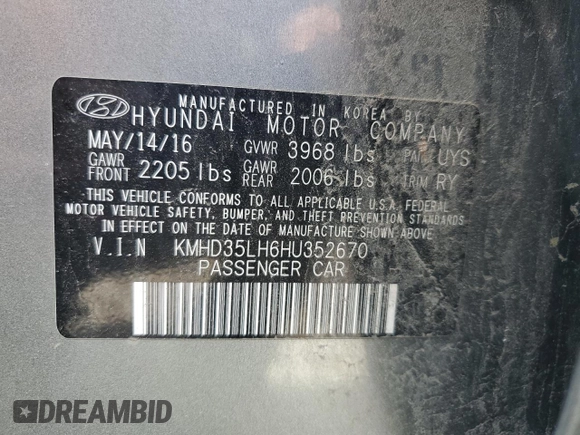 MANUFACTURED IN KOREA BY
HYUNDAI MOTOR COMPANY
MAY/14/16 GVWR 3968 lbs PAINT UYS
GAWR FRONT 2205 lbs GAWR REAR 2006 lbs TRIM RY
THIS VEHICLE CONFORMS TO ALL APPLICABLE U.S.A. FEDERAL
MOTOR VEHICLE SAFETY, BUMPER, AND THEFT PREVENTION STANDARDS
IN EFFECT ON THE DATE OF MANUFACTURE SHOWN ABOVE.
V.I.N KMHD35LH6HU352670
PASSENGER CAR
DREAMBID